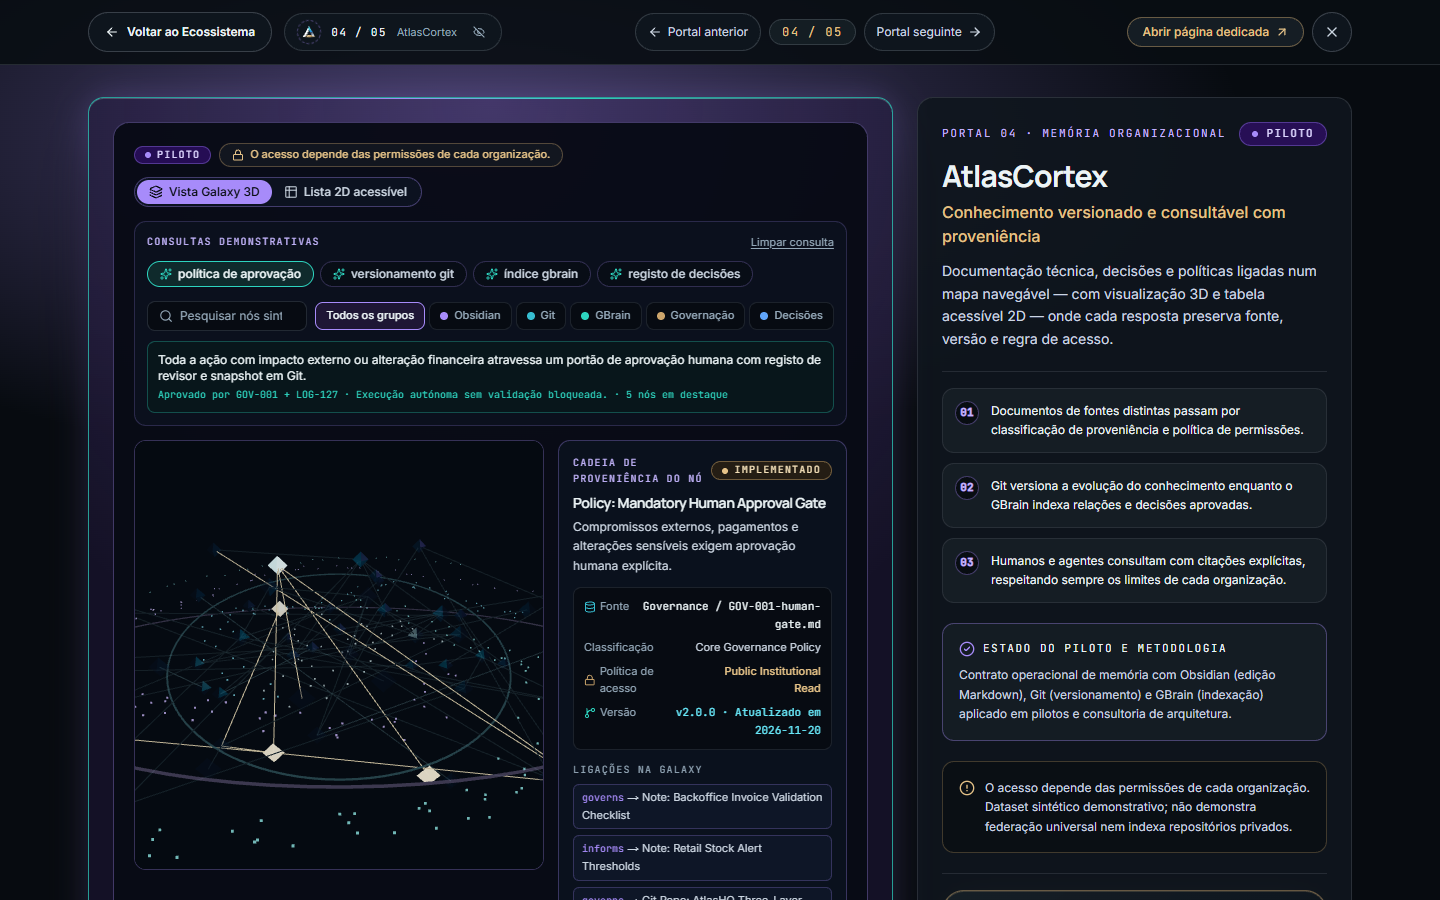 Voltar ao Ecossistema
04 / 05 AtlasCortex
Portal anterior
04 / 05
Portal seguinte
Abrir página dedicada
PILOTO
O acesso depende das permissões de cada organização.
Vista Galaxy 3D
Lista 2D acessível
CONSULTAS DEMONSTRATIVAS
Limpar consulta
política de aprovação
versionamento git
índice gbrain
registo de decisões
Pesquisar nós sint
Todos os grupos
Obsidian
Git
GBrain
Governação
Decisões
Toda a ação com impacto externo ou alteração financeira atravessa um portão de aprovação humana com registo de
revisor e snapshot em Git.
Aprovado por GOV-001 + LOG-127 · Execução autónoma sem validação bloqueada. · 5 nós em destaque
CADEIA DE
PROVENIÊNCIA DO NÓ
IMPLEMENTADO
Policy: Mandatory Human Approval Gate
Compromissos externos, pagamentos e
alterações sensíveis exigem aprovação
humana explícita.
Fonte
Governance / GOV-001-human-
gate.md
Classificação
Core Governance Policy
Política de
acesso
Public Institutional
Read
Versão
v2.0.0 · Atualizado em
2026-11-20
LIGAÇÕES NA GALAXY
governs → Note: Backoffice Invoice Validation
Checklist
informs → Note: Retail Stock Alert
Thresholds
governs → Git Repo: AtlasHQ Three-Layer
PORTAL 04 · MEMÓRIA ORGANIZACIONAL
PILOTO
AtlasCortex
Conhecimento versionado e consultável com
proveniência
Documentação técnica, decisões e políticas ligadas num
mapa navegável — com visualização 3D e tabela
acessível 2D — onde cada resposta preserva fonte,
versão e regra de acesso.
01
Documentos de fontes distintas passam por
classificação de proveniência e política de permissões.
02
Git versiona a evolução do conhecimento enquanto o
GBrain indexa relações e decisões aprovadas.
03
Humanos e agentes consultam com citações explícitas,
respeitando sempre os limites de cada organização.
ESTADO DO PILOTO E METODOLOGIA
Contrato operacional de memória com Obsidian (edição
Markdown), Git (versionamento) e GBrain (indexação)
aplicado em pilotos e consultoria de arquitetura.
O acesso depende das permissões de cada organização.
Dataset sintético demonstrativo; não demonstra
federação universal nem indexa repositórios privados.